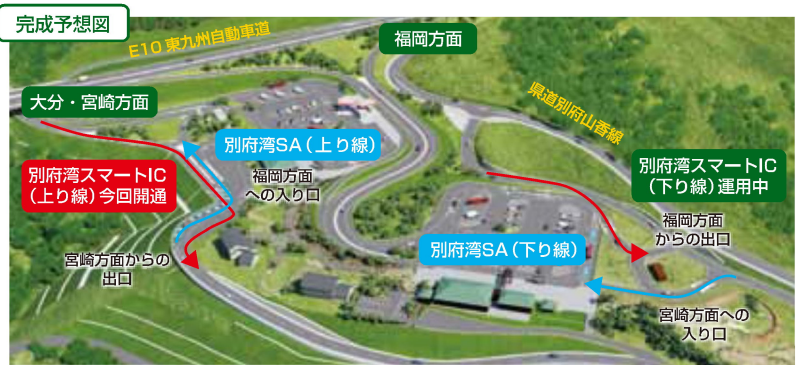 完成予想図
E10 東九州自動車道
福岡方面
大分・宮崎方面
県道別府山香線
別府湾SA（上り線）
別府湾スマートIC
（上り線）今回開通
福岡方面
への入り口
別府湾スマートIC
（下り線）運用中
福岡方面
からの出口
宮崎方面からの
出口
別府湾SA（下り線）
宮崎方面への
入り口